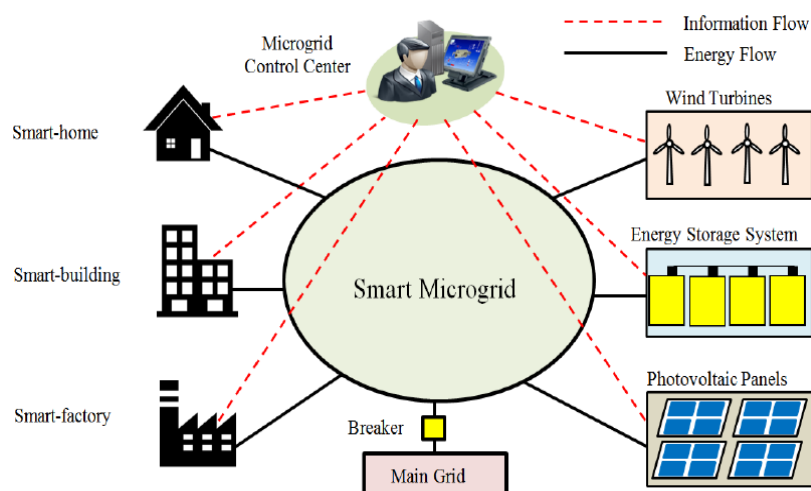 Microgrid
Control Center
Information Flow
Energy Flow
Smart-home
Wind Turbines
Smart-building
Energy Storage System
Smart Microgrid
Smart-factory
Photovoltaic Panels
Breaker
Main Grid